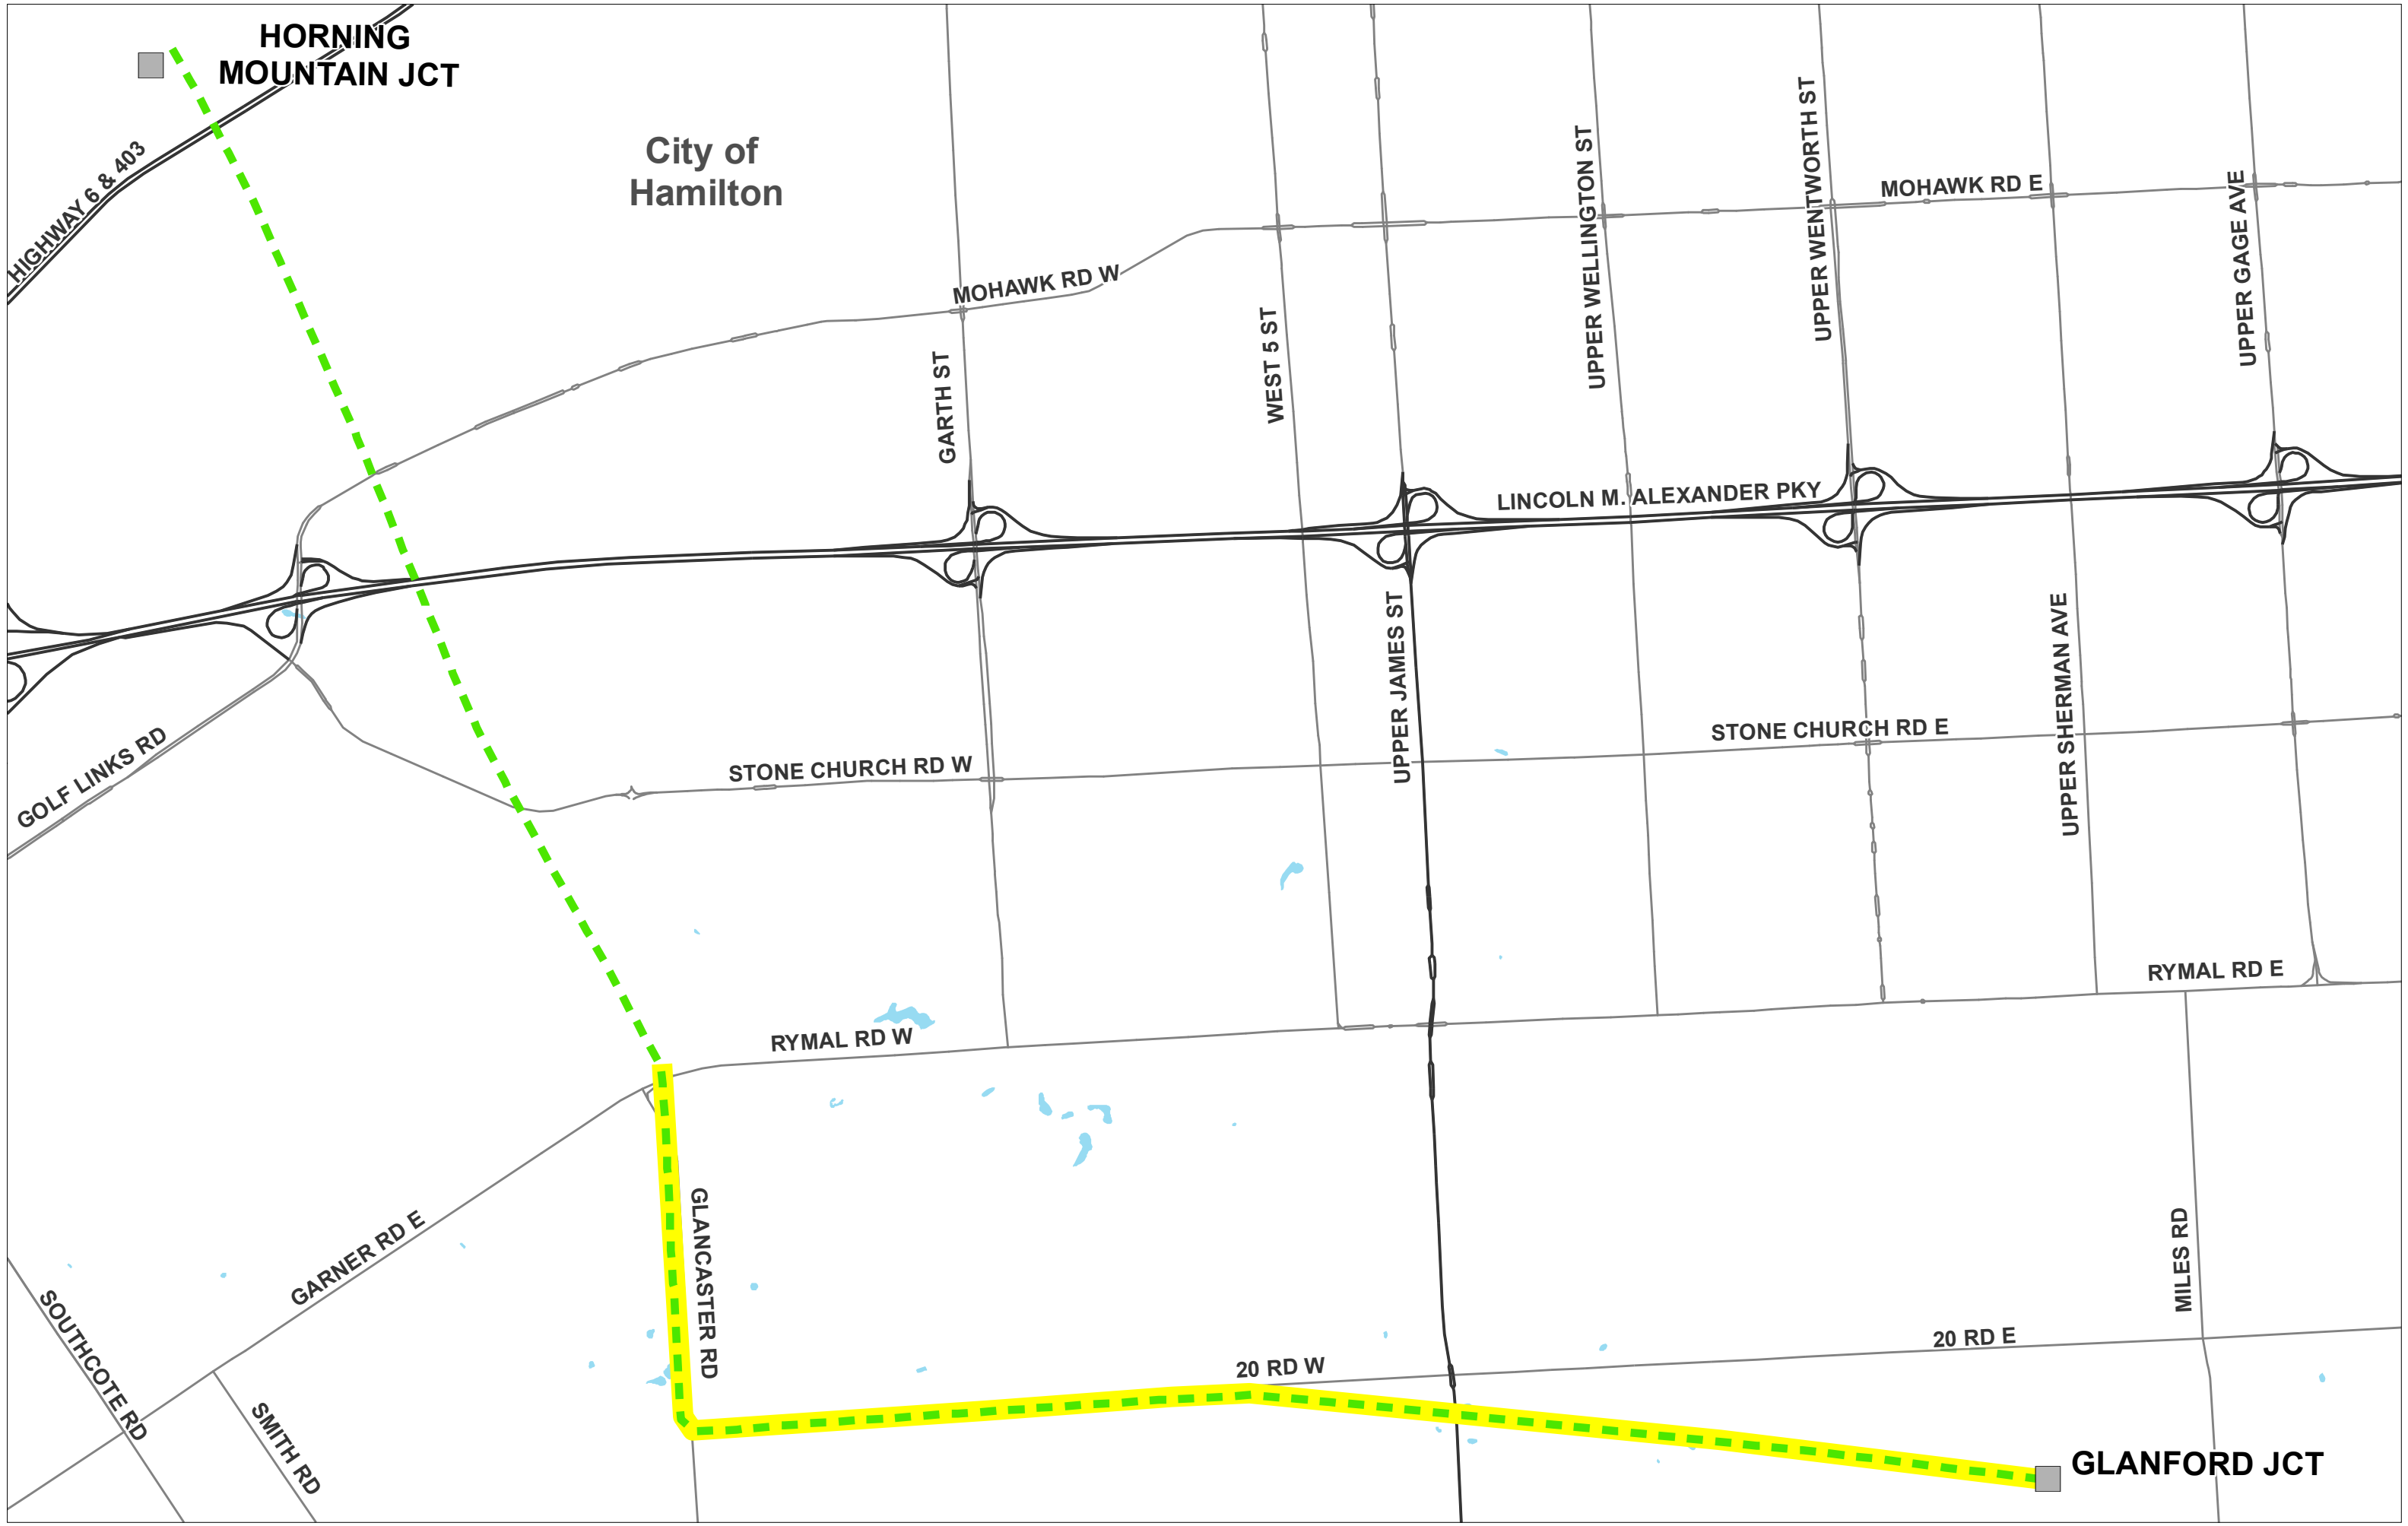 HORNING
MOUNTAIN JCT
HIGHWAY 6 & 403
City of
Hamilton
UPPER WENTWORTH ST
UPPER WELLINGTON ST
MOHAWK RD E
UPPER GAGE AVE
MOHAWK RD W
WEST 5 ST
GARTH ST
LINCOLN M. ALEXANDER PKY
UPPER JAMES ST
UPPER SHERMAN AVE
STONE CHURCH RD E
GOLF LINKS RD
STONE CHURCH RD W
RYMAL RD E
RYMAL RD W
GLANCASTER RD
GARNER RD E
MILES RD
SOUTHCOTE RD
20 RD E
20 RD W
SMITH RD
GLANFORD JCT